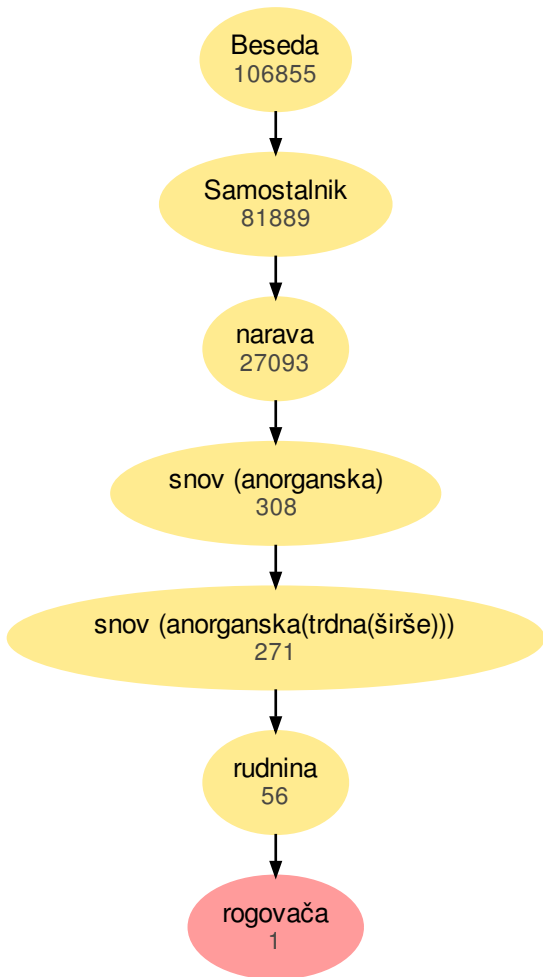 Beseda
106855
Samostalnik
81889
narava
27093
snov (anorganska)
308
snov (anorganska(trdna(širše)))
271
rudnina
56
rogovača
1